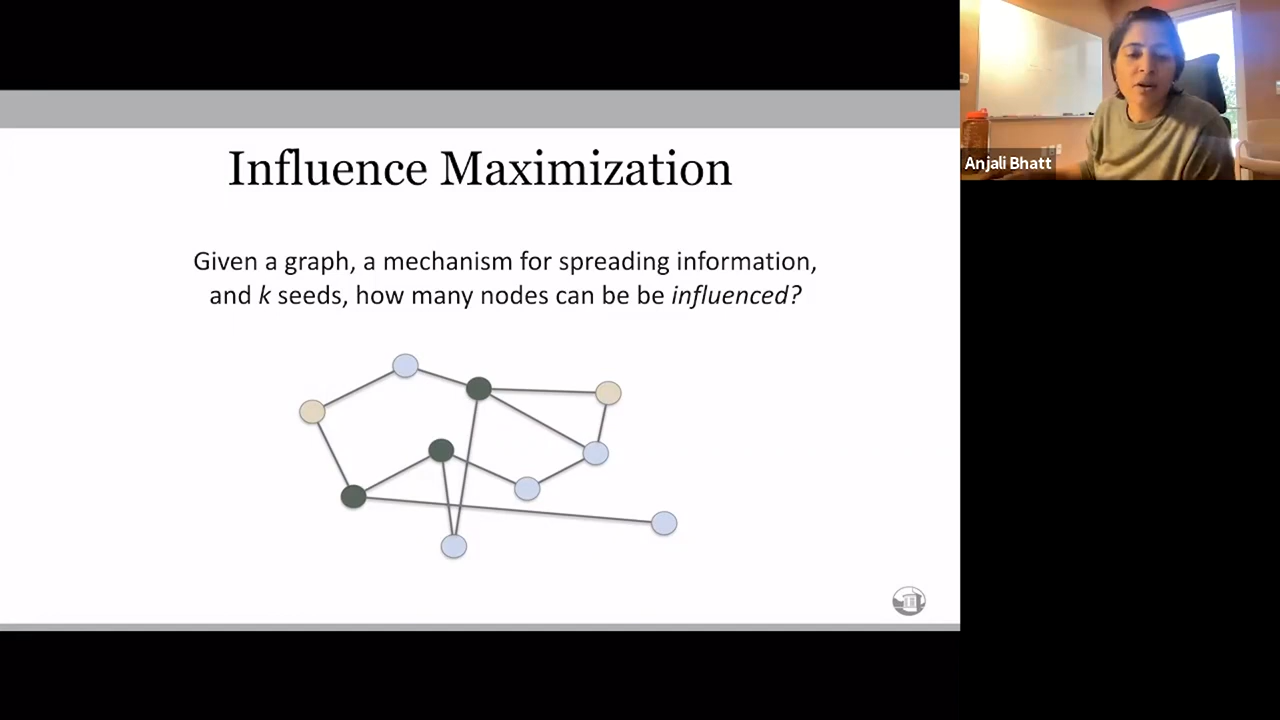 Influence Maximization
Given a graph, a mechanism for spreading information,
and k seeds, how many nodes can be be influenced?
Anjali Bhatt